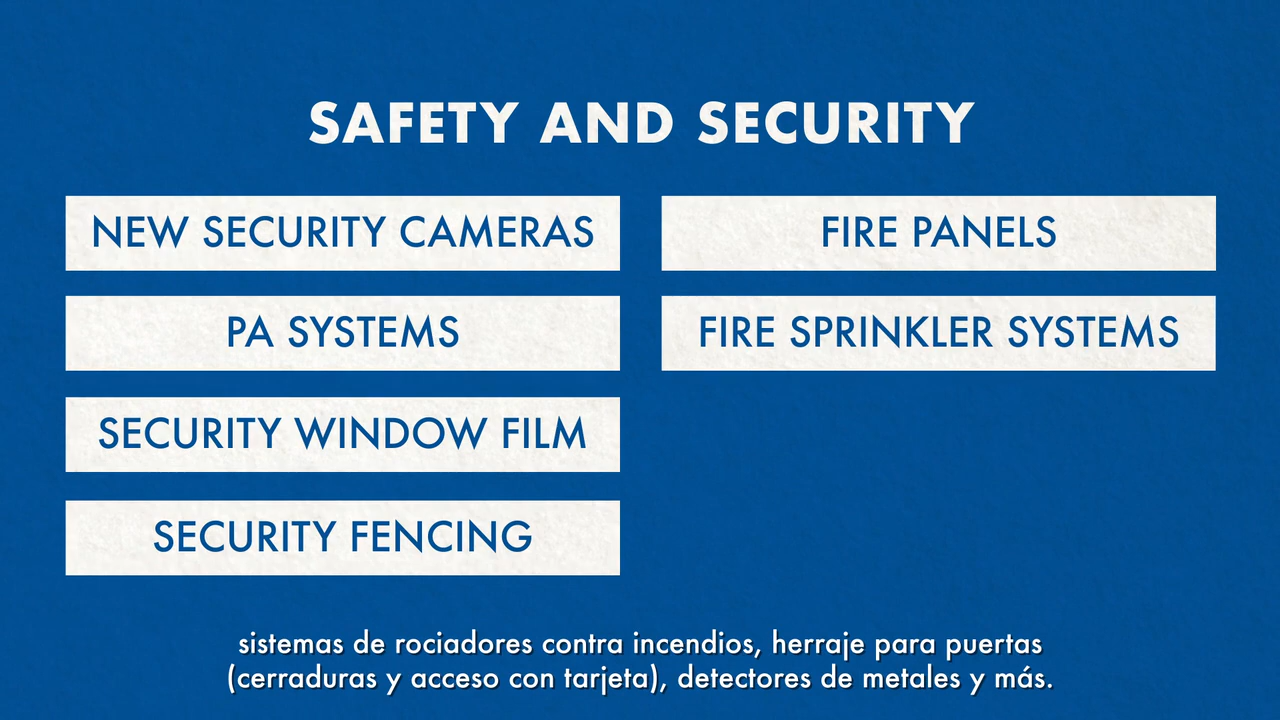 SAFETY AND SECURITY
NEW SECURITY CAMERAS
PA SYSTEMS
SECURITY WINDOW FILM
SECURITY FENCING
FIRE PANELS
FIRE SPRINKLER SYSTEMS
sistemas de rociadores contra incendios, herraje para puertas
(cerraduras y acceso con tarjeta), detectores de metales y más.